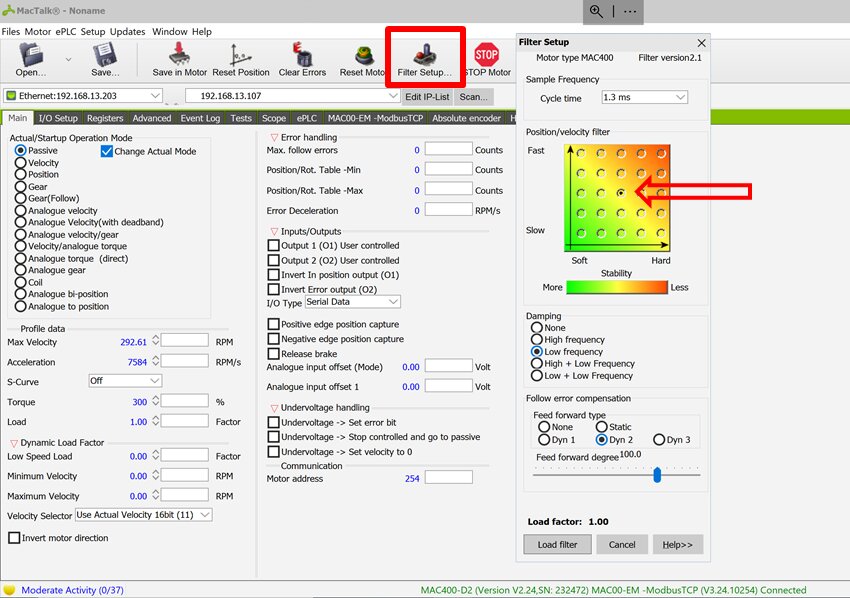 MacTalk® - Noname
Files Motor ePLC Setup Updates Window Help
Open...
Save...
Save in Motor
Reset Position
Clear Errors
Reset Motor
Filter Setup...
STOP
STOP Motor
Ethernet:192.168.13.203
192.168.13.107
Edit IP-List
Scan...
Main
I/O Setup
Registers
Advanced
Event Log
Tests
Scope
ePLC
MAC00-EM -ModbusTCP
Absolute encoder
H
Actual/Startup Operation Mode
Passive
Change Actual Mode
Velocity
Position
Gear
Gear(Follow)
Analogue velocity
Analogue Velocity(with deadband)
Analogue velocity/gear
Velocity/analogue torque
Analogue torque (direct)
Analogue gear
Coil
Analogue bi-position
Analogue to position
Profile data
Max Velocity 292.61 RPM
Acceleration 7584 RPM/s
S-Curve Off
Torque 300 %
Load 1.00 Factor
Dynamic Load Factor
Low Speed Load 0.00 Factor
Minimum Velocity 0.00 RPM
Maximum Velocity 0.00 RPM
Velocity Selector Use Actual Velocity 16bit (11)
Invert motor direction
Error handling
Max. follow errors 0 Counts
Position/Rot. Table -Min 0 Counts
Position/Rot. Table -Max 0 Counts
Error Deceleration 0 RPM/s
Inputs/Outputs
Output 1 (O1) User controlled
Output 2 (O2) User controlled
Invert In position output (O1)
Invert Error output (O2)
I/O Type Serial Data
Positive edge position capture
Negative edge position capture
Release brake
Analogue input offset (Mode) 0.00 Volt
Analogue input offset 1 0.00 Volt
Undervoltage handling
Undervoltage -> Set error bit
Undervoltage -> Stop controlled and go to passive
Undervoltage -> Set velocity to 0
Communication
Motor address 254
Filter Setup
Motor type MAC400 Filter version2.1
Sample Frequency
Cycle time 1.3 ms
Position/velocity filter
Fast
Slow
Soft Hard
Stability
More Less
Damping
None
High frequency
Low frequency
High + Low Frequency
Low + Low Frequency
Follow error compensation
Feed forward type
None Static
Dyn 1 Dyn 2 Dyn 3
Feed forward degree 100.0
Load factor: 1.00
Load filter
Cancel
Help>>
Moderate Activity (0/37)
MAC400-D2 (Version V2.24,SN: 232472) MAC00-EM -ModbusTCP (V3.24.10254) Connected